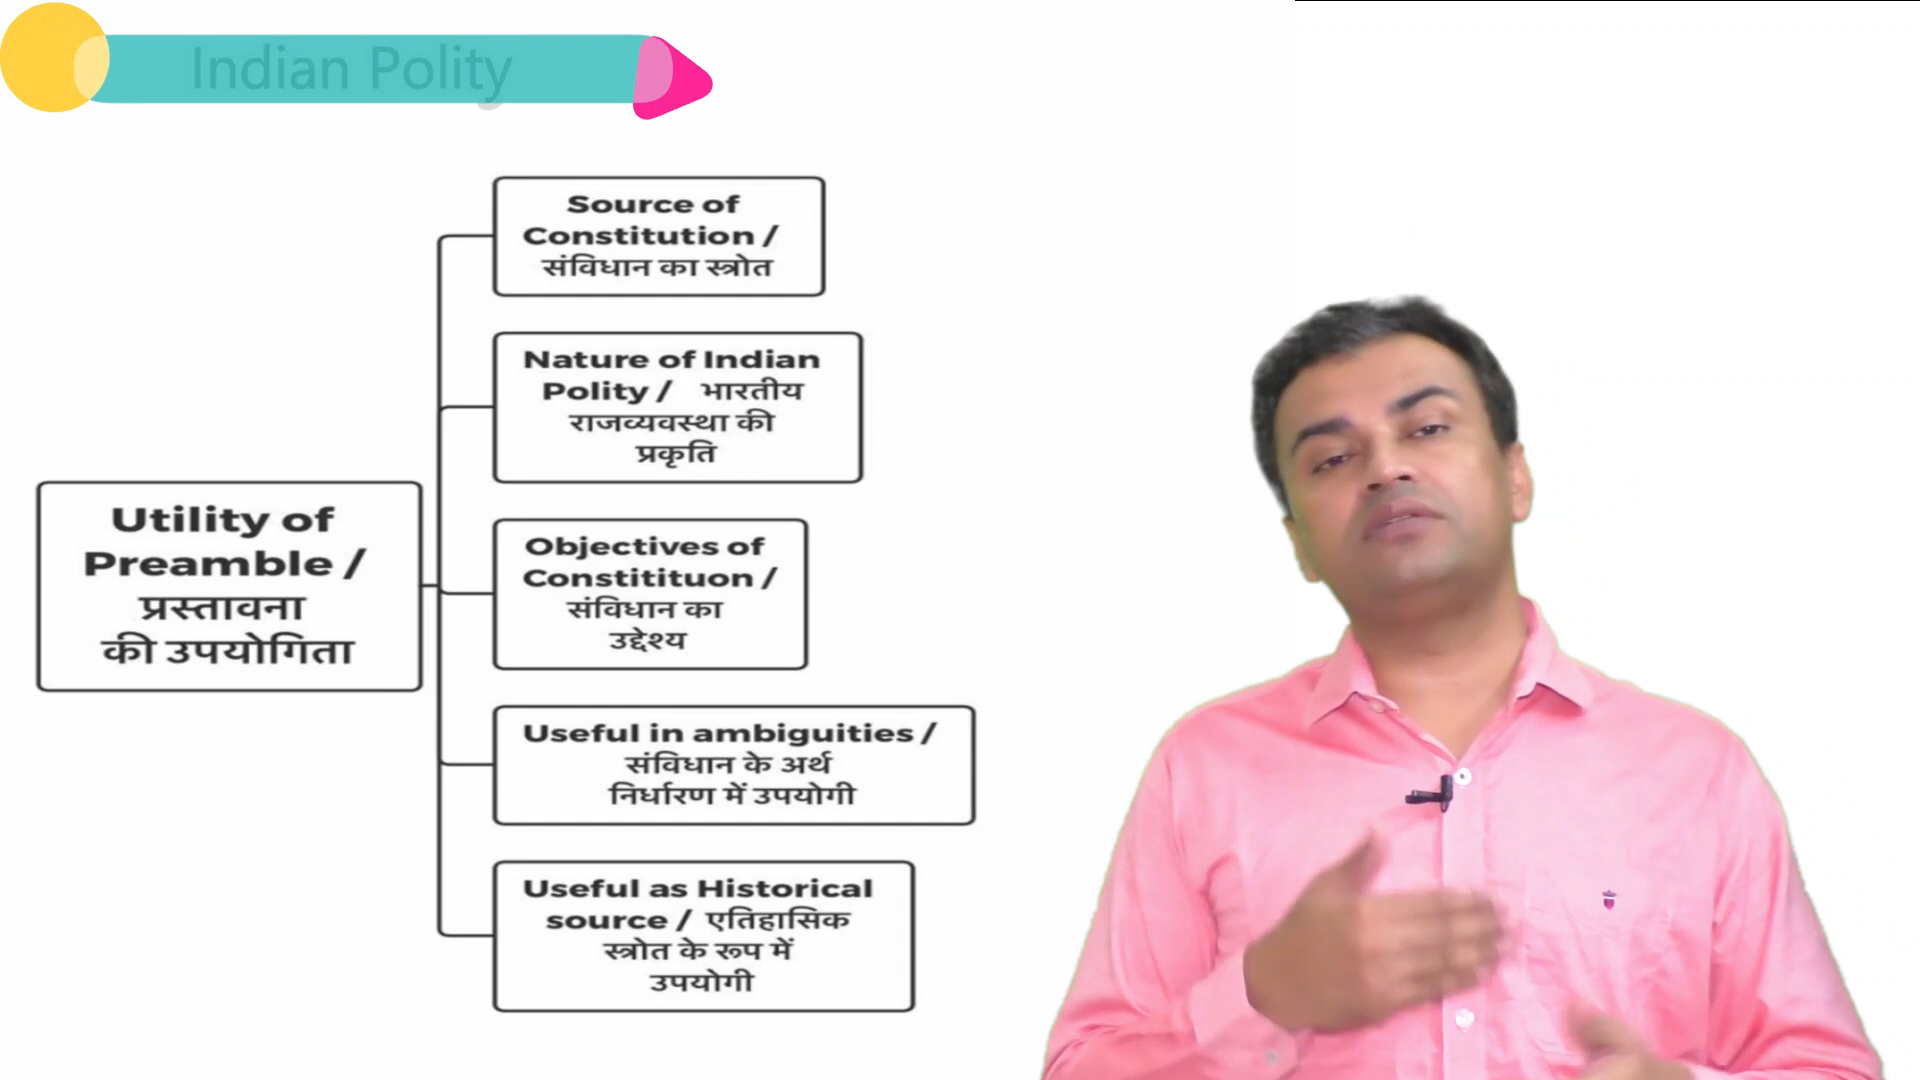 Indian Polity
Source of
Constitution /
संविधान का स्त्रोत
Nature of Indian
Polity / भारतीय
राजव्यवस्था की
प्रकृति
Utility of
Preamble /
प्रस्तावना
की उपयोगिता
Objectives of
Constitituon /
संविधान का
उद्देश्य
Useful in ambiguities /
संविधान के अर्थ
निर्धारण में उपयोगी
Useful as Historical
source / एतिहासिक
स्त्रोत के रूप में
उपयोगी